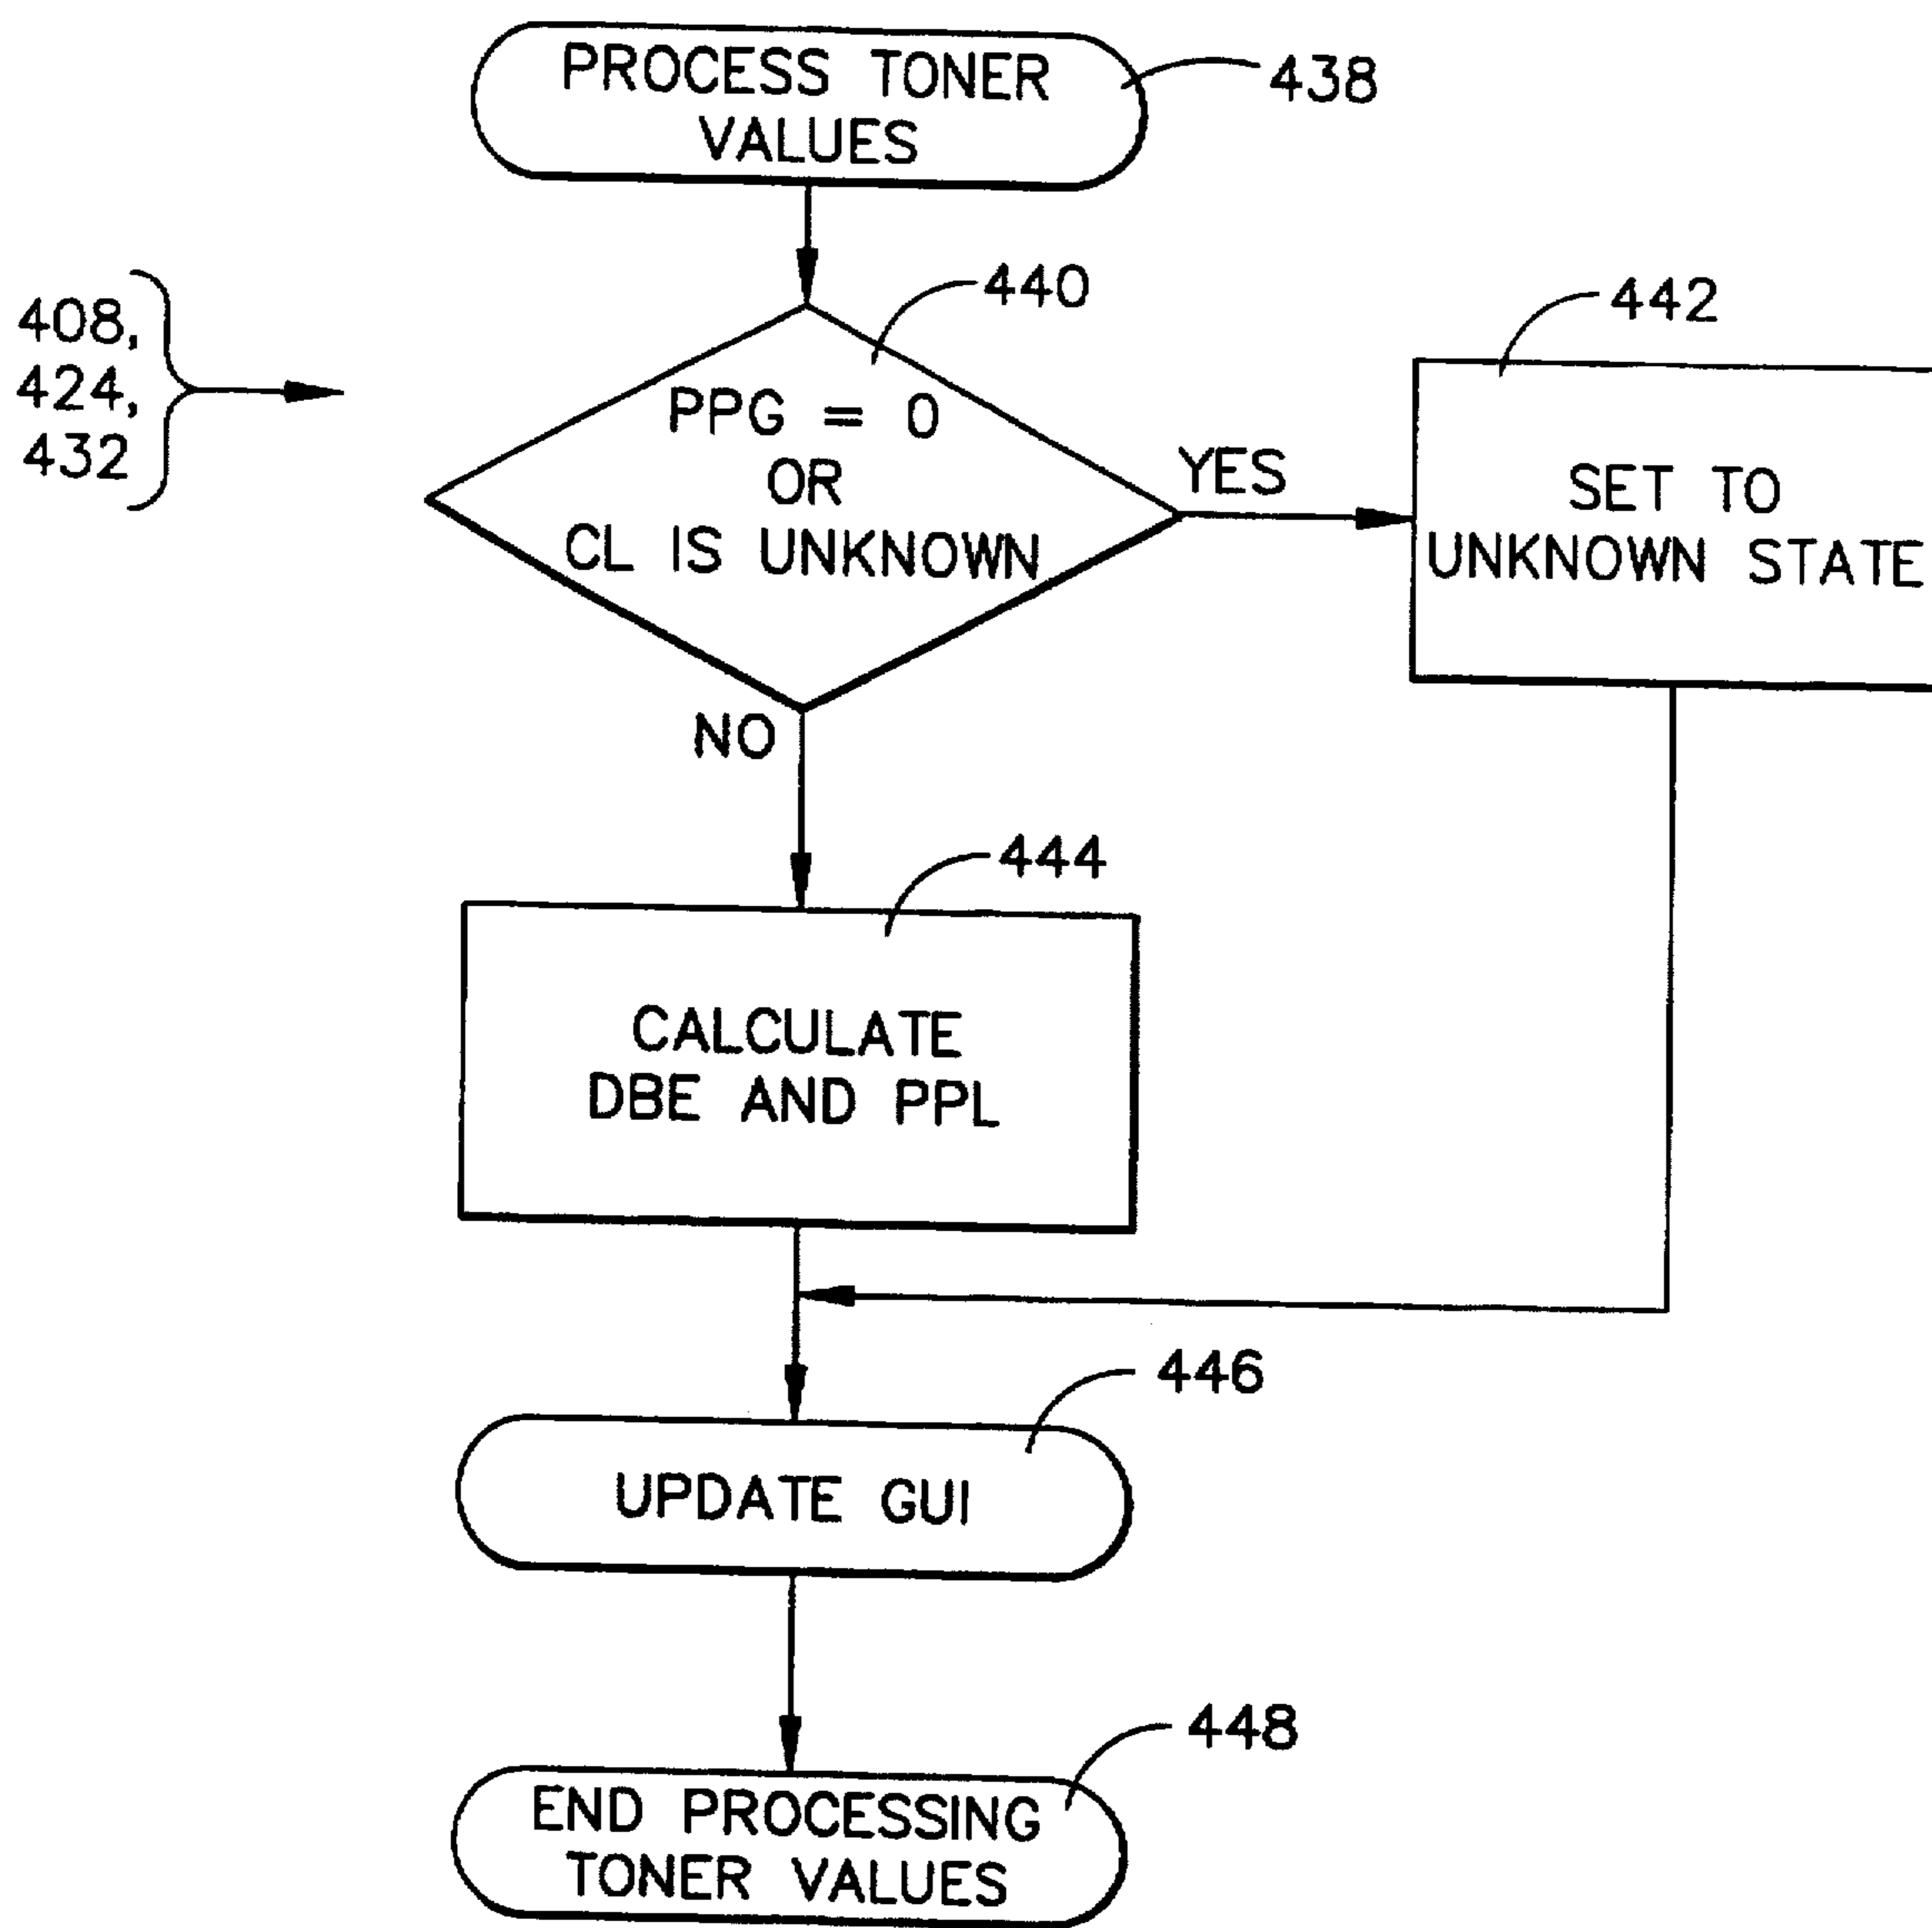 PROCESS TONER
VALUES
438
408,
424,
432
440
PPG = 0
OR
CL IS UNKNOWN
YES
442
SET TO
UNKNOWN STATE
NO
444
CALCULATE
DBE AND PPL
446
UPDATE GUI
448
END PROCESSING
TONER VALUES